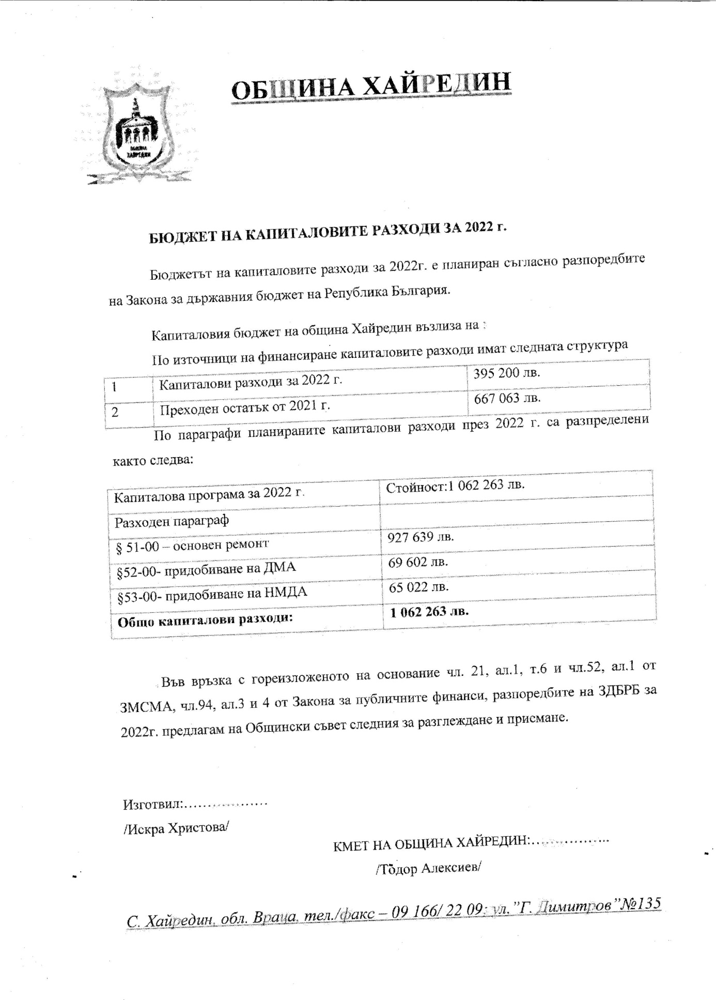 ОБЩИНА ХАЙРЕДИН
ОБЩИНА
ХАЙРЕДИН
БЮДЖЕТ НА КАПИТАЛОВИТЕ РАЗХОДИ ЗА 2022 г.
Бюджетът на капиталовите разходи за 2022г. е планиран съгласно разпоредбите
на Закона за държавния бюджет на Република България.
Капиталовия бюджет на община Хайредин възлиза на :
По източници на финансиране капиталовите разходи имат следната структура
1 Капиталови разходи за 2022 г. 395 200 лв.
2 Преходен остатък от 2021 г. 667 063 лв.
По параграфи планираните капиталови разходи през 2022 г. са разпределени
както следва:
Капиталова програма за 2022 г. Стойност:1 062 263 лв.
Разходен параграф
§ 51-00 – основен ремонт 927 639 лв.
§52-00- придобиване на ДМА 69 602 лв.
§53-00- придобиване на НМДА 65 022 лв.
Общо капиталови разходи: 1 062 263 лв.
Във връзка с гореизложеното на основание чл. 21, ал.1, т.6 и чл.52, ал.1 от
ЗМСМА, чл.94, ал.3 и 4 от Закона за публичните финанси, разпоредбите на ЗДБРБ за
2022г. предлагам на Общински съвет следния за разглеждане и приемане.
Изготвил:………………
/Искра Христова/
КМЕТ НА ОБЩИНА ХАЙРЕДИН:……………..
/Тодор Алексиев/
С. Хайредин, обл. Враца, тел./факс – 09 166/ 22 09; ул. "Г. Димитров"№135